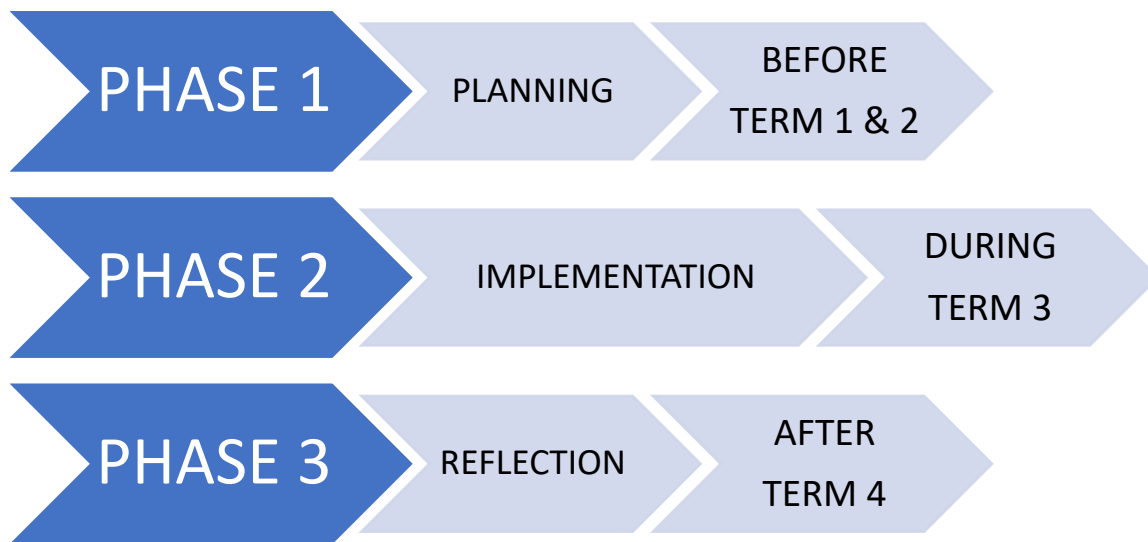 PHASE 1
PLANNING
BEFORE
TERM 1 & 2
PHASE 2
IMPLEMENTATION
DURING
TERM 3
PHASE 3
REFLECTION
AFTER
TERM 4